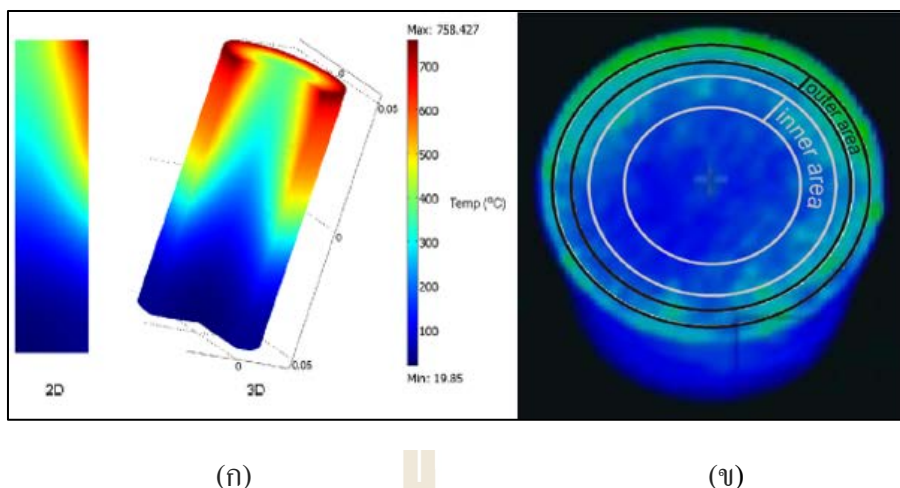 Max: 758.427
700
600
500
400
300
200
100
Temp (°C)
Min: 19.85
0
0.05
0
0
0.05
2D
3D
outer area
inner area
(ก)
(ข)